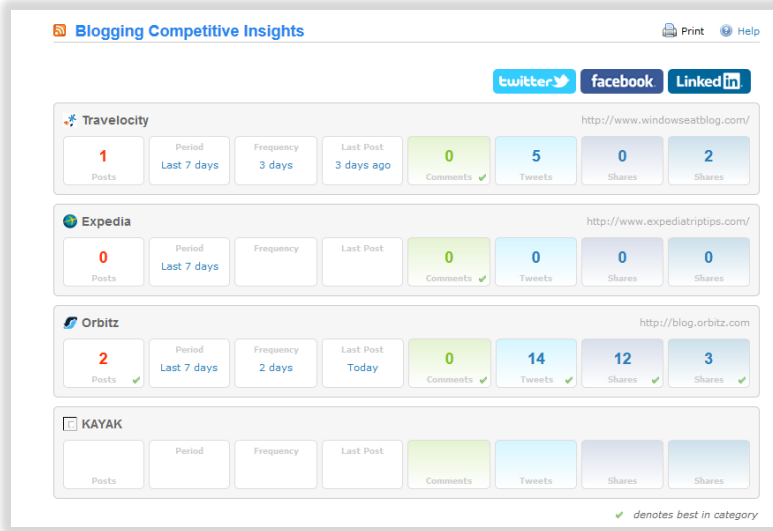 Blogging Competitive Insights Print Help
twitter facebook Linked in
Travelocity http://www.windowseatblog.com/
1 Posts
Period Last 7 days
Frequency 3 days
Last Post 3 days ago
0 Comments
5 Tweets
0 Shares
2 Shares
Expedia http://www.expediatriptips.com/
0 Posts
Period Last 7 days
Frequency
Last Post
0 Comments
0 Tweets
0 Shares
0 Shares
Orbitz http://blog.orbitz.com
2 Posts
Period Last 7 days
Frequency 2 days
Last Post Today
0 Comments
14 Tweets
12 Shares
3 Shares
KAYAK
Posts
Period
Frequency
Last Post
Comments
Tweets
Shares
Shares
denotes best in category